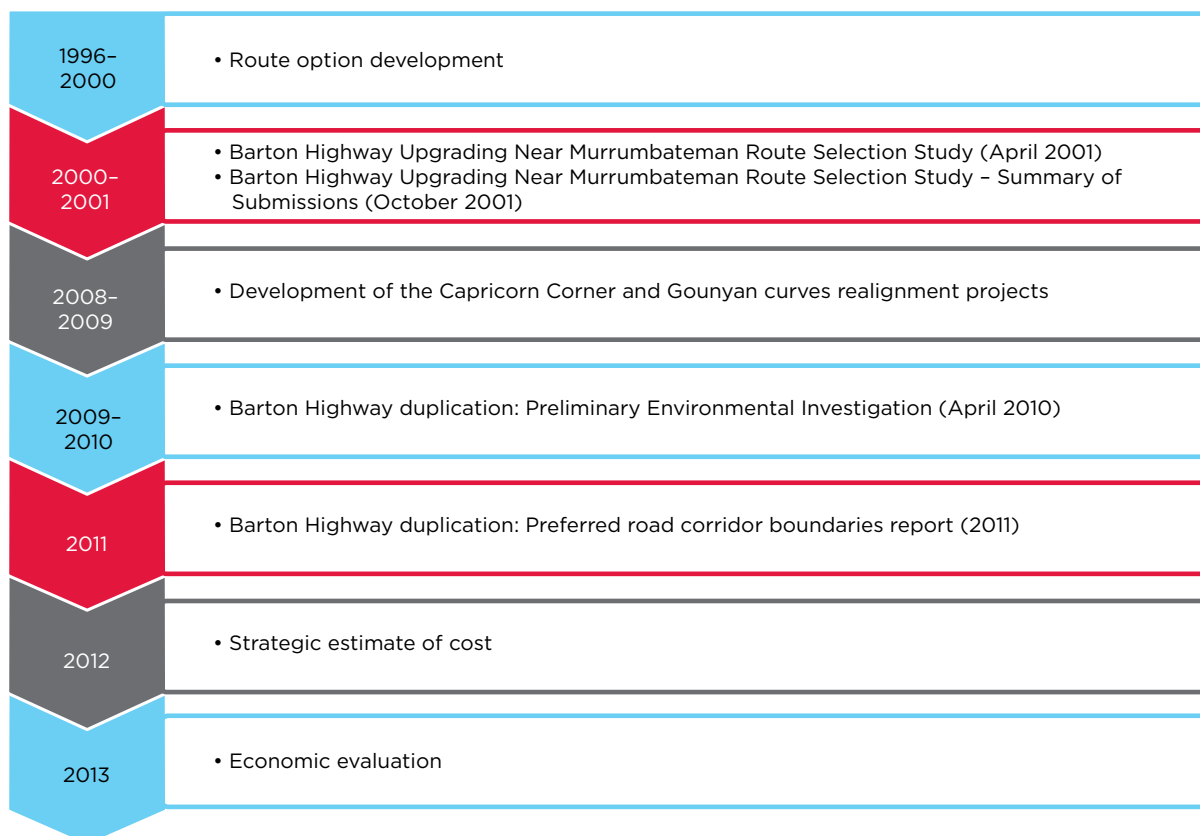 1996–
2000
• Route option development
2000–
2001
• Barton Highway Upgrading Near Murrumbateman Route Selection Study (April 2001)
• Barton Highway Upgrading Near Murrumbateman Route Selection Study – Summary of
Submissions (October 2001)
2008–
2009
• Development of the Capricorn Corner and Gounyan curves realignment projects
2009–
2010
• Barton Highway duplication: Preliminary Environmental Investigation (April 2010)
2011
• Barton Highway duplication: Preferred road corridor boundaries report (2011)
2012
• Strategic estimate of cost
2013
• Economic evaluation